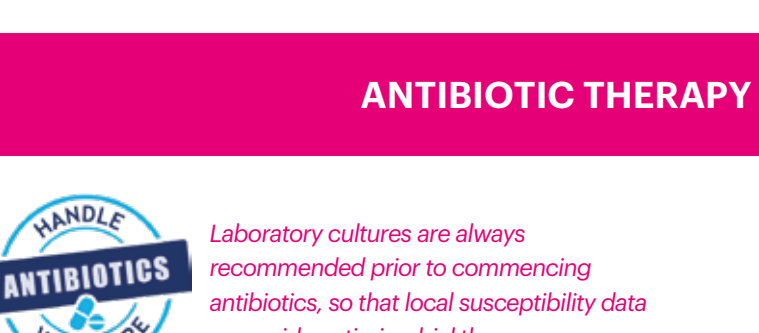 ANTIBIOTIC THERAPY
HANDLE
ANTIBIOTICS
Laboratory cultures are always
recommended prior to commencing
antibiotics, so that local susceptibility data